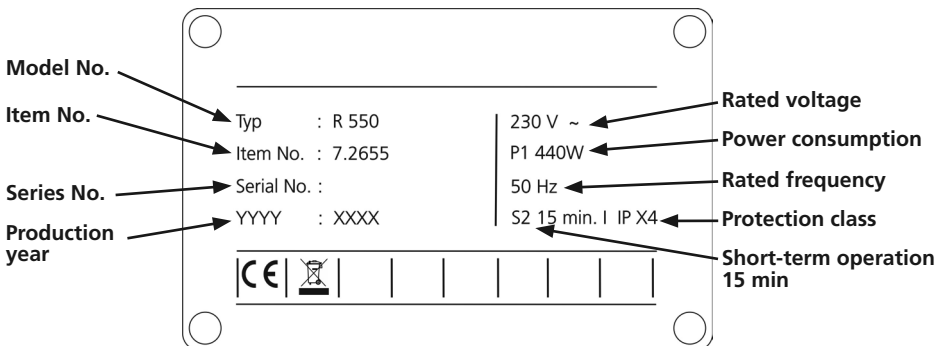 Model No.
Item No.
Series No.
Production
year
Typ : R 550
Item No. : 7.2655
Serial No. :
YYYY : XXXX
230 V ~
P1 440W
50 Hz
S2 15 min. I IP X4
CE
Rated voltage
Power consumption
Rated frequency
Protection class
Short-term operation
15 min